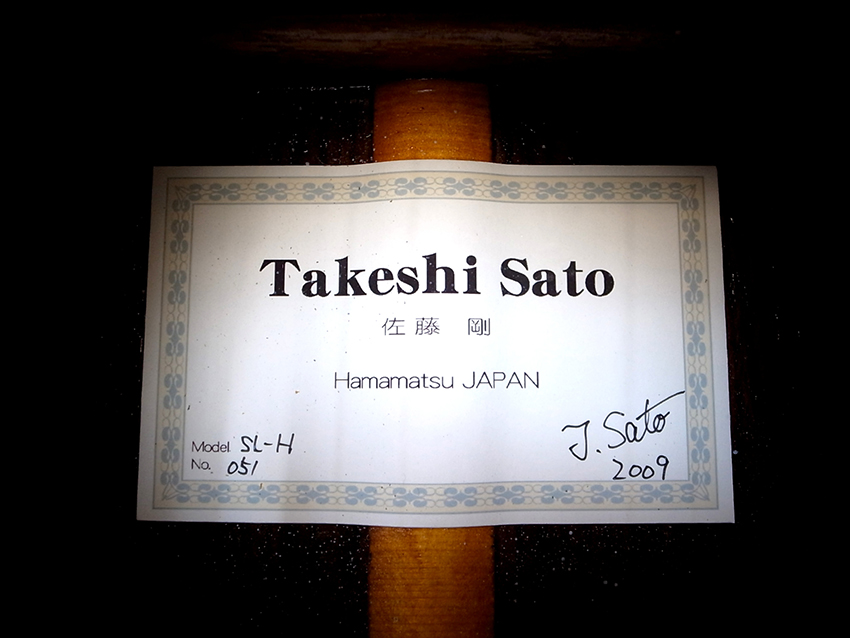 Takeshi Sato
佐藤 剛
Hamamatsu JAPAN
Model SL-H
No. 051
T. Sato
2009